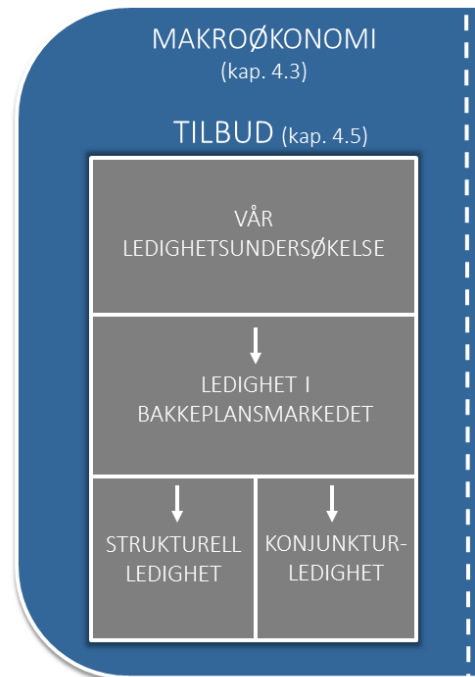 MAKROØKONOMI
(kap. 4.3)
TILBUD (kap. 4.5)
VÅR
LEDIGHETSUNDERSØKELSE
LEDIGHET I
BAKKEPLANSMARKEDET
STRUKTURELL
LEDIGHET
KONJUNKTUR-
LEDIGHET